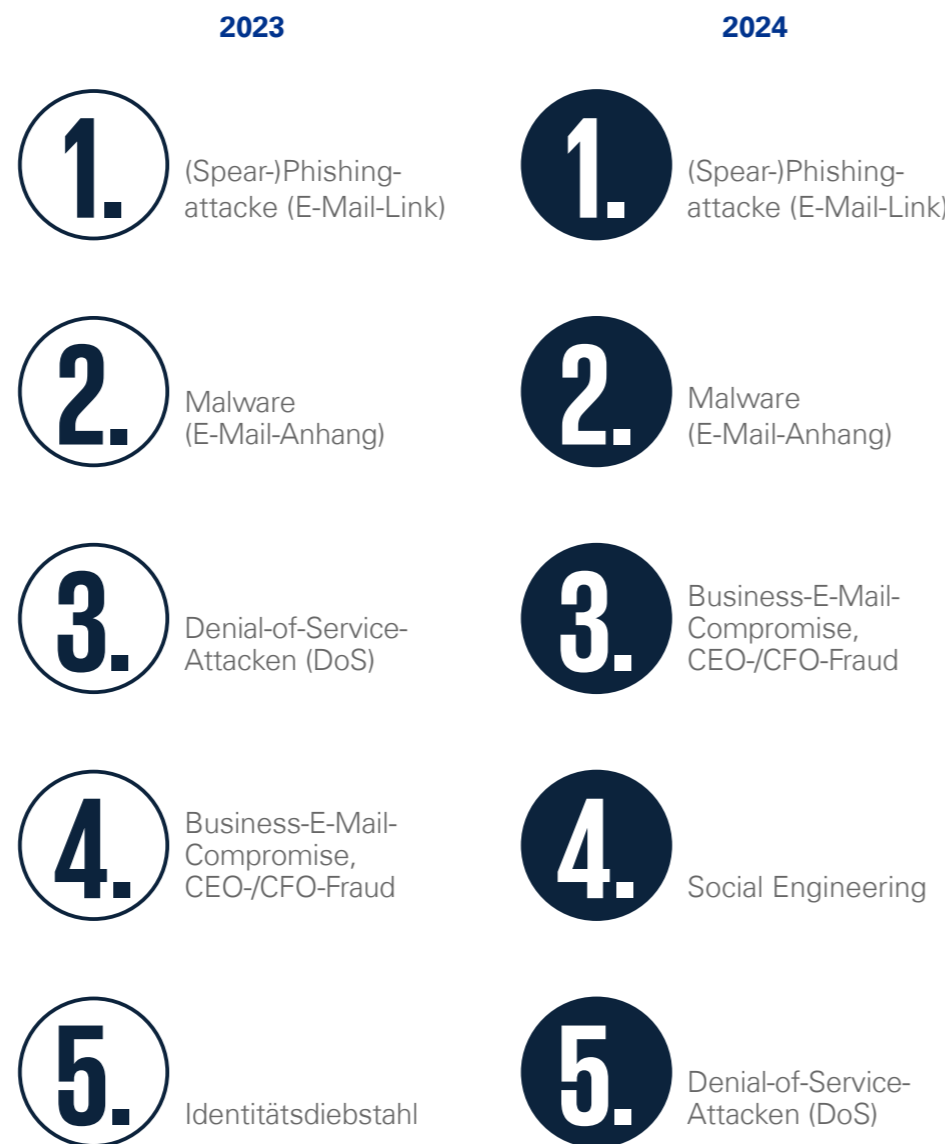 2023
2024
1.
(Spear-)Phishing-
attacke (E-Mail-Link)
1.
(Spear-)Phishing-
attacke (E-Mail-Link)
2.
Malware
(E-Mail-Anhang)
2.
Malware
(E-Mail-Anhang)
3.
Denial-of-Service-
Attacken (DoS)
3.
Business-E-Mail-
Compromise,
CEO-/CFO-Fraud
4.
Business-E-Mail-
Compromise,
CEO-/CFO-Fraud
4.
Social Engineering
5.
Identitätsdiebstahl
5.
Denial-of-Service-
Attacken (DoS)